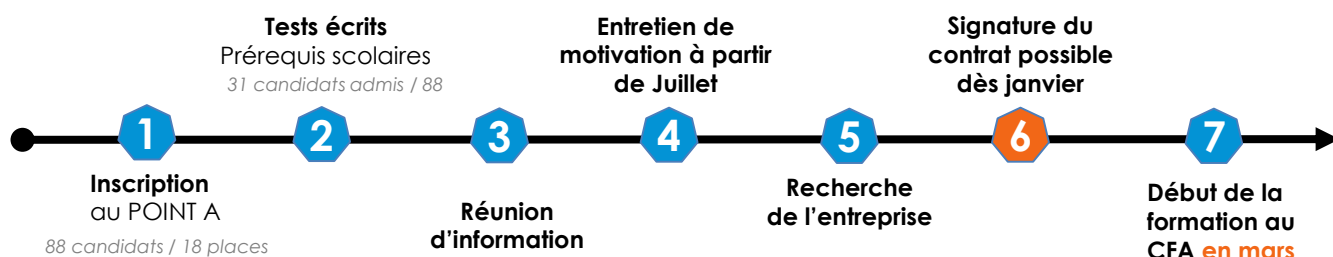 Tests écrits
Prérequis scolaires
31 candidats admis / 88
Entretien de
motivation à partir
de Juillet
Signature du
contrat possible
dès janvier
1
2
3
4
5
6
7
Inscription
au POINT A
88 candidats / 18 places
Réunion
d'information
Recherche
de l'entreprise
Début de la
formation au
CFA en mars